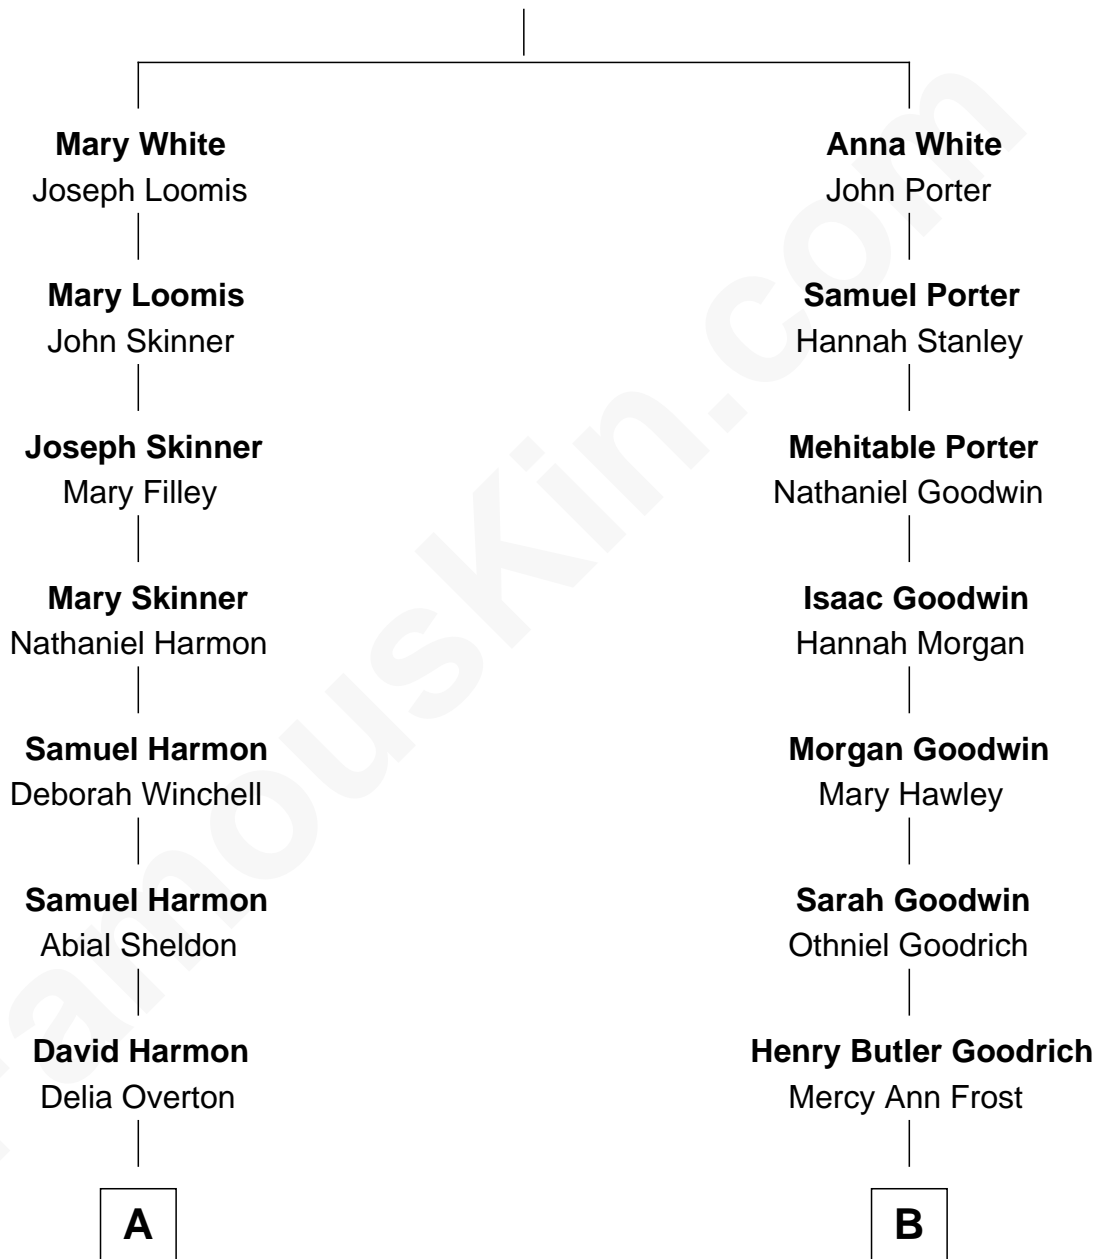 Mary White
Joseph Loomis
Mary Loomis
John Skinner
Joseph Skinner
Mary Filley
Mary Skinner
Nathaniel Harmon
Samuel Harmon
Deborah Winchell
Samuel Harmon
Abial Sheldon
David Harmon
Delia Overton
A
Anna White
John Porter
Samuel Porter
Hannah Stanley
Mehitable Porter
Nathaniel Goodwin
Isaac Goodwin
Hannah Morgan
Morgan Goodwin
Mary Hawley
Sarah Goodwin
Othniel Goodrich
Henry Butler Goodrich
Mercy Ann Frost
B
FamousKin.com